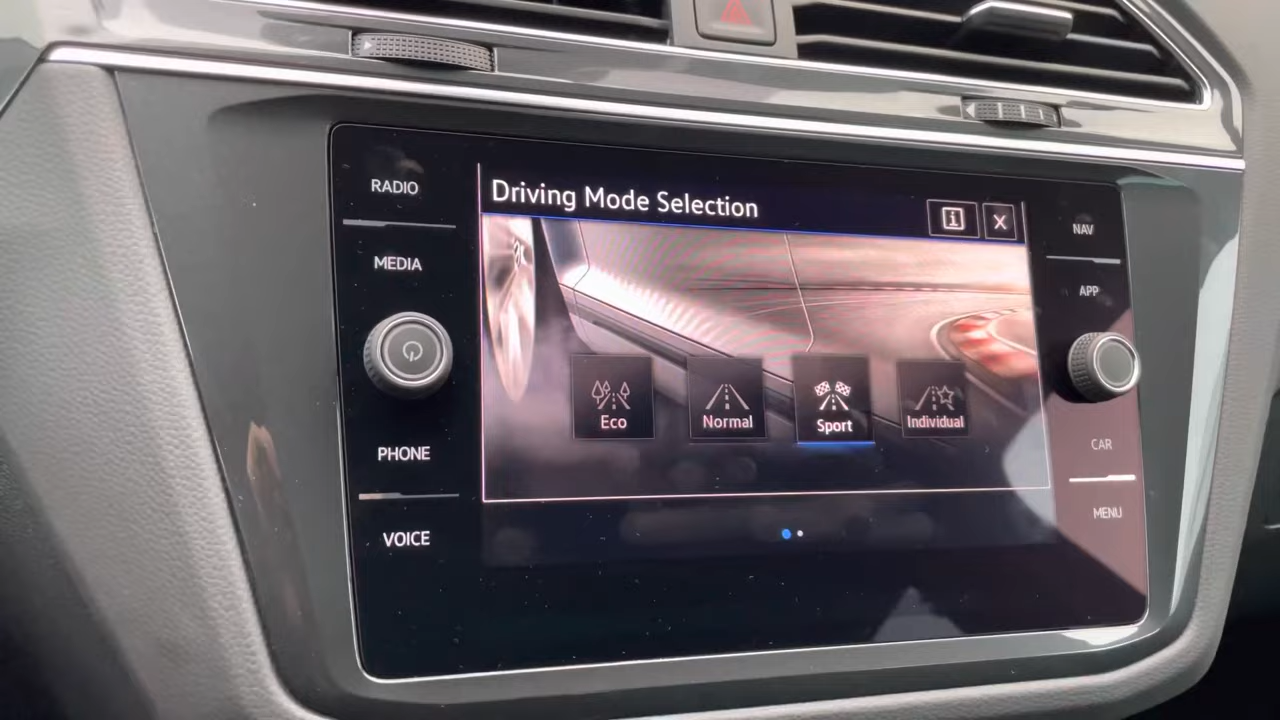 RADIO
MEDIA
PHONE
VOICE
Driving Mode Selection
i X
Eco
Normal
Sport
Individual
NAV
APP
CAR
MENU